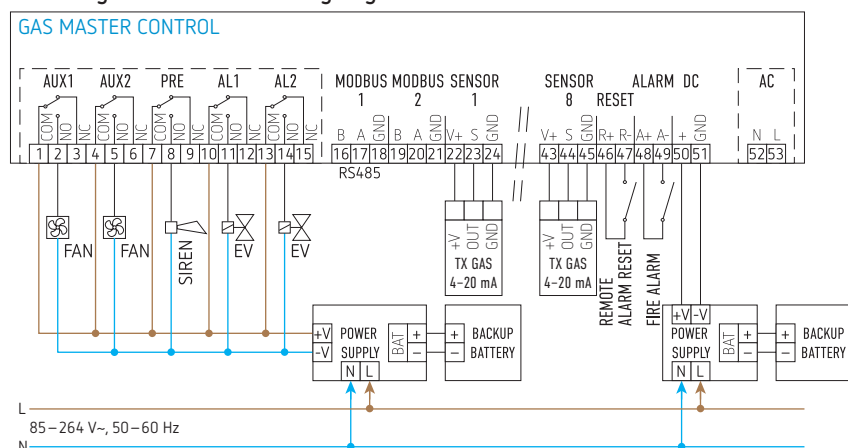 GAS MASTER CONTROL
AUX1 AUX2 PRE AL1 AL2 MODBUS MODBUS SENSOR SENSOR ALARM DC AC
1 2 1 8 RESET
COM NO NC COM NO NC COM NO NC COM NO NC COM NO NC B A GND B A GND V+ S GND V+ S GND R+ R- A+ A- + GND N L
1 2 3 4 5 6 7 8 9 10 11 12 13 14 15 16 17 18 19 20 21 22 23 24 43 44 45 46 47 48 49 50 51 52 53
RS485
FAN FAN SIREN EV EV
+V OUT GND +V OUT GND
TX GAS TX GAS
4–20 mA 4–20 mA
REMOTE
ALARM RESET
FIRE ALARM
+V POWER BAT + + BACKUP
-V SUPPLY – – BATTERY
N L
+V -V
POWER BAT + + BACKUP
SUPPLY – – BATTERY
N L
L
85–264 V~, 50–60 Hz
N